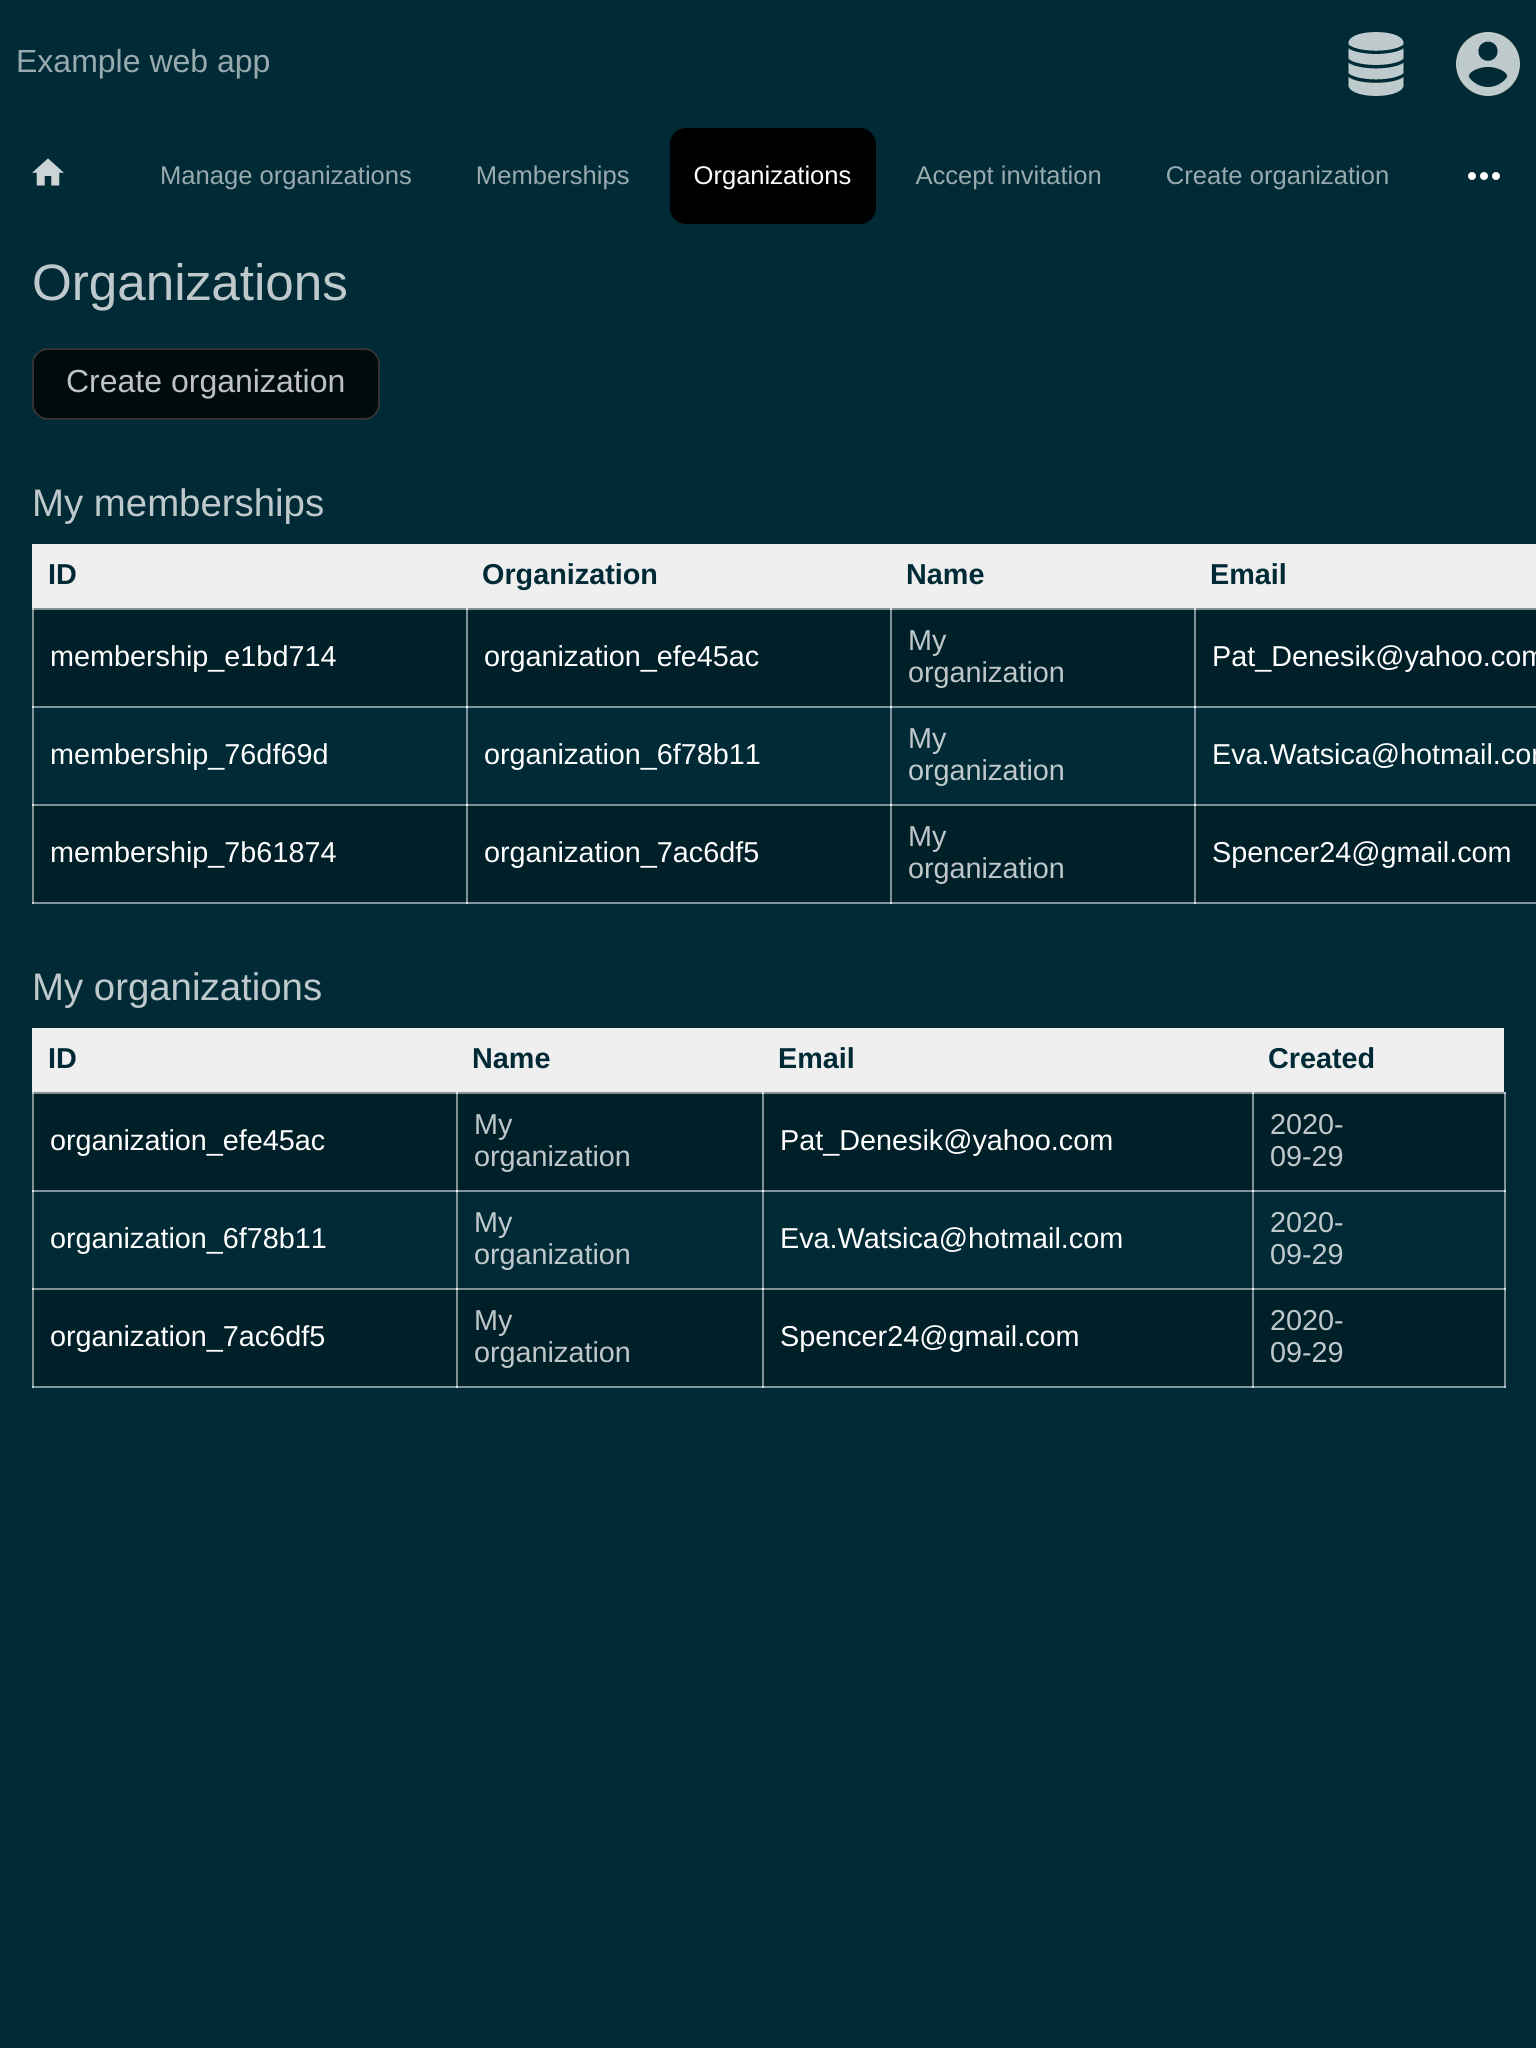 Example web app
Manage organizations Memberships Organizations Accept invitation Create organization
Organizations
Create organization
My memberships
ID Organization Name Email
membership_e1bd714 organization_efe45ac My organization Pat_Denesik@yahoo.com
membership_76df69d organization_6f78b11 My organization Eva.Watsica@hotmail.com
membership_7b61874 organization_7ac6df5 My organization Spencer24@gmail.com
My organizations
ID Name Email Created
organization_efe45ac My organization Pat_Denesik@yahoo.com 2020-09-29
organization_6f78b11 My organization Eva.Watsica@hotmail.com 2020-09-29
organization_7ac6df5 My organization Spencer24@gmail.com 2020-09-29